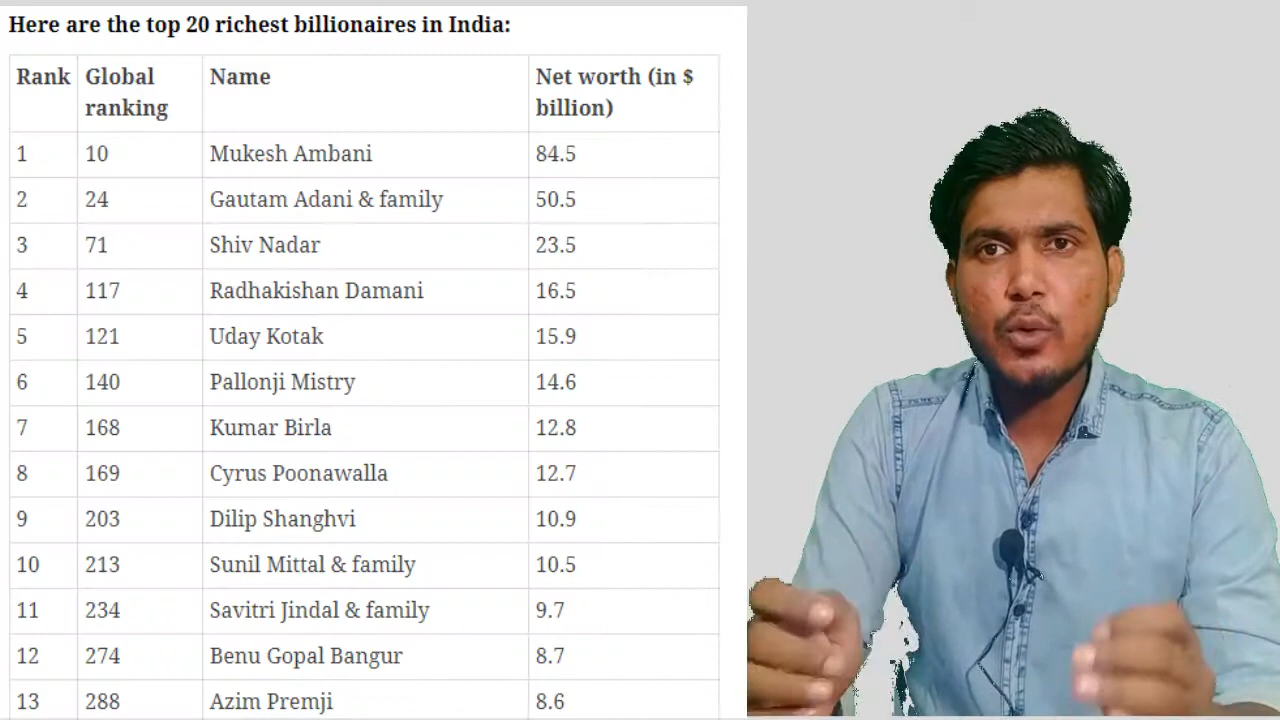 Here are the top 20 richest billionaires in India:
Rank Global ranking Name Net worth (in $ billion)
1 10 Mukesh Ambani 84.5
2 24 Gautam Adani & family 50.5
3 71 Shiv Nadar 23.5
4 117 Radhakishan Damani 16.5
5 121 Uday Kotak 15.9
6 140 Pallonji Mistry 14.6
7 168 Kumar Birla 12.8
8 169 Cyrus Poonawalla 12.7
9 203 Dilip Shanghvi 10.9
10 213 Sunil Mittal & family 10.5
11 234 Savitri Jindal & family 9.7
12 274 Benu Gopal Bangur 8.7
13 288 Azim Premji 8.6